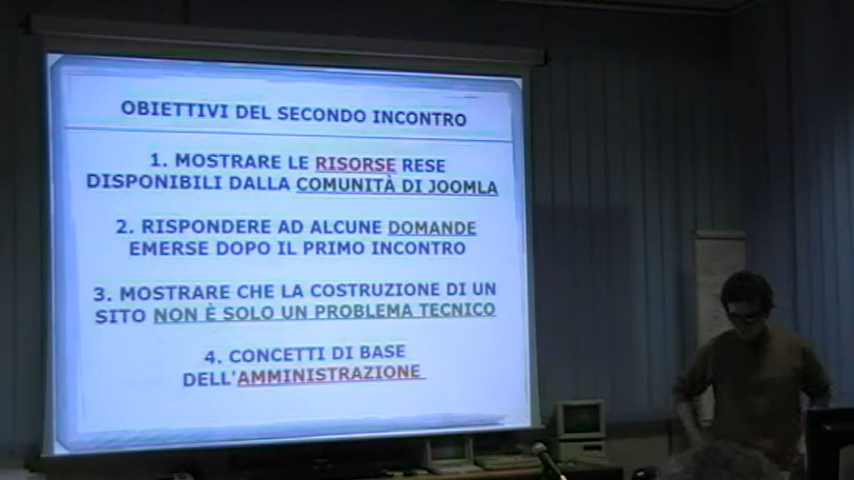 OBIETTIVI DEL SECONDO INCONTRO
1. MOSTRARE LE RISORSE RESE
DISPONIBILI DALLA COMUNITÀ DI JOOMLA
2. RISPONDERE AD ALCUNE DOMANDE
EMERSE DOPO IL PRIMO INCONTRO
3. MOSTRARE CHE LA COSTRUZIONE DI UN
SITO NON È SOLO UN PROBLEMA TECNICO
4. CONCETTI DI BASE
DELL'AMMINISTRAZIONE